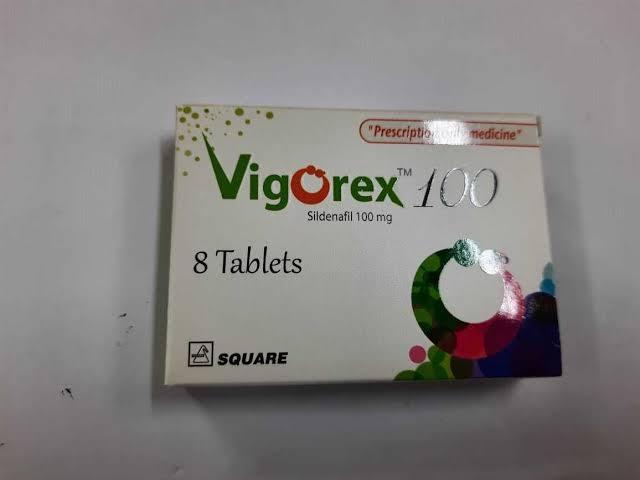 "Prescription only medicine"
Vigorex™ 100
Sildenafil 100 mg
8 Tablets
SQUARE